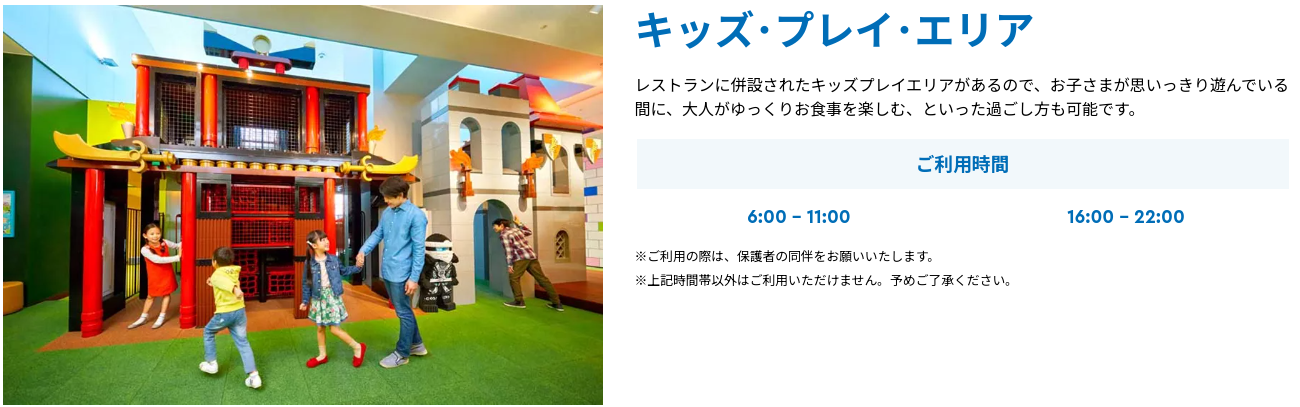 キッズ・プレイ・エリア
レストランに併設されたキッズプレイエリアがあるので、お子さまが思いっきり遊んでいる
間に、大人がゆっくりお食事を楽しむ、といった過ごし方も可能です。
ご利用時間
6:00 – 11:00 16:00 – 22:00
※ご利用の際は、保護者の同伴をお願いいたします。
※上記時間帯以外はご利用いただけません。予めご了承ください。